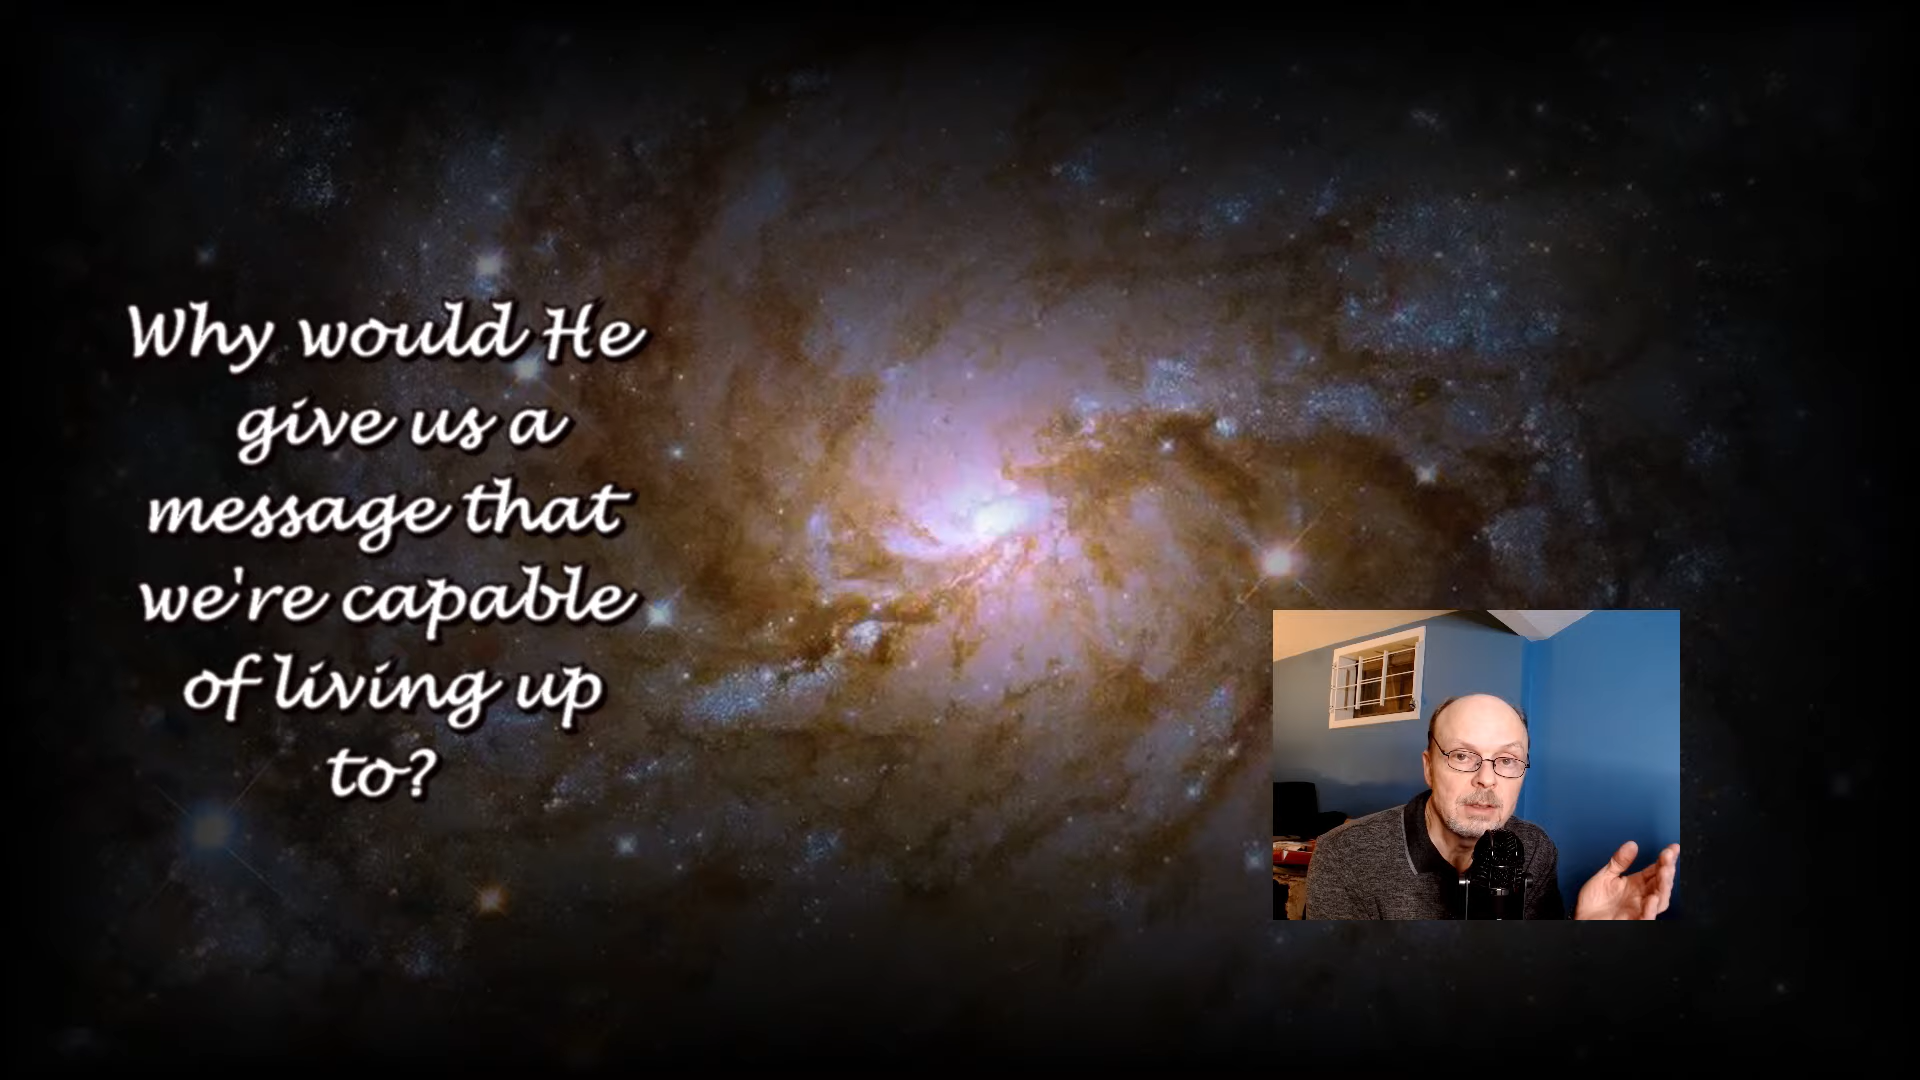 Why would He
give us a
message that
we're capable
of living up
to?